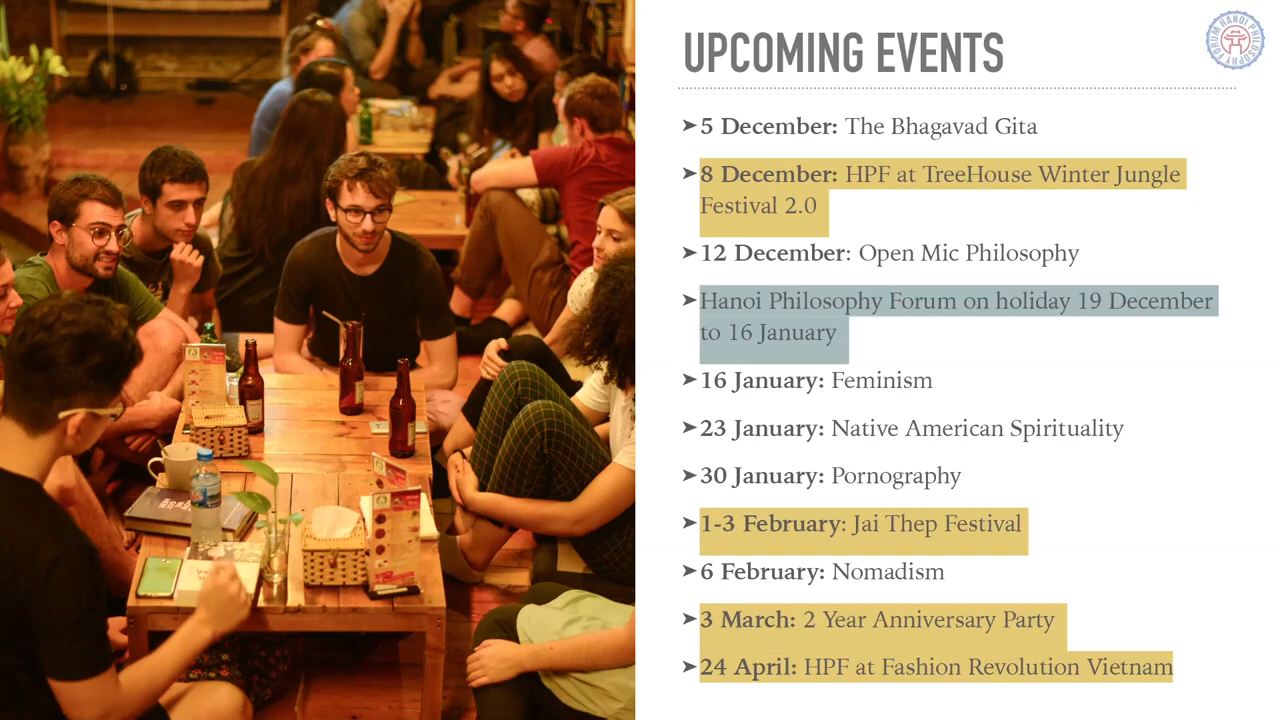 UPCOMING EVENTS
HANOI PHILOSOPHY FORUM
➤5 December: The Bhagavad Gita
➤8 December: HPF at TreeHouse Winter Jungle
Festival 2.0
➤12 December: Open Mic Philosophy
➤Hanoi Philosophy Forum on holiday 19 December
to 16 January
➤16 January: Feminism
➤23 January: Native American Spirituality
➤30 January: Pornography
➤1-3 February: Jai Thep Festival
➤6 February: Nomadism
➤3 March: 2 Year Anniversary Party
➤24 April: HPF at Fashion Revolution Vietnam